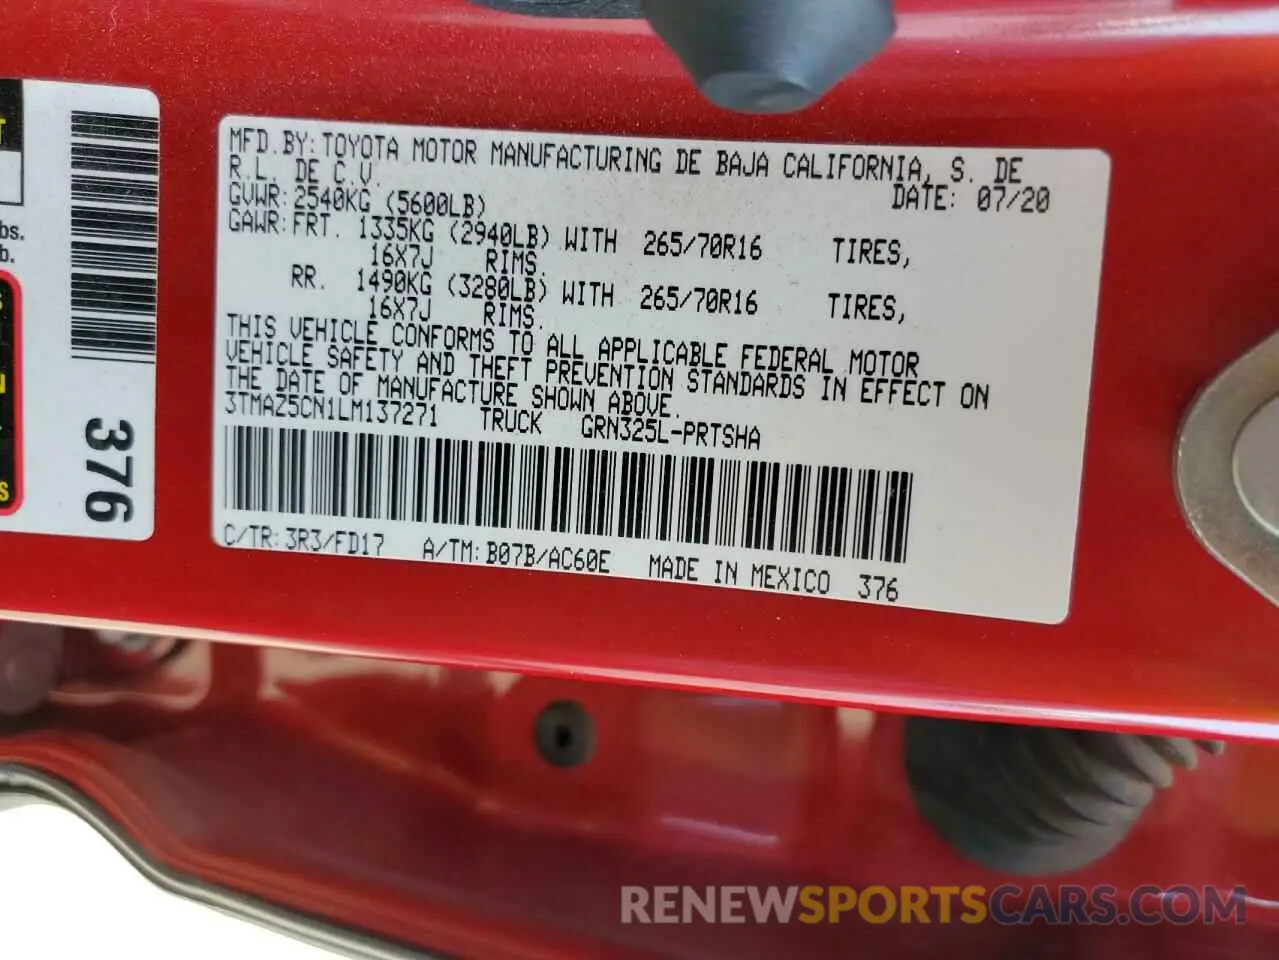 MFD.BY: TOYOTA MOTOR MANUFACTURING DE BAJA CALIFORNIA, S. DE
R.L. DE C.V.
DATE: 07/20
GVWR: 2540KG (5600LB)
GAWR: FRT. 1335KG (2940LB) WITH 265/70R16 TIRES,
16X7J RIMS.
RR. 1490KG (3280LB) WITH 265/70R16 TIRES,
16X7J RIMS.
THIS VEHICLE CONFORMS TO ALL APPLICABLE FEDERAL MOTOR
VEHICLE SAFETY AND THEFT PREVENTION STANDARDS IN EFFECT ON
THE DATE OF MANUFACTURE SHOWN ABOVE.
3TMAZ5CN1LM137271 TRUCK GRN325L-PRTSHA
C/TR: 3R3/FD17 A/TM: B07B/AC60E MADE IN MEXICO 376
376
bs.
b.
RENEWSPORTSCARS.COM